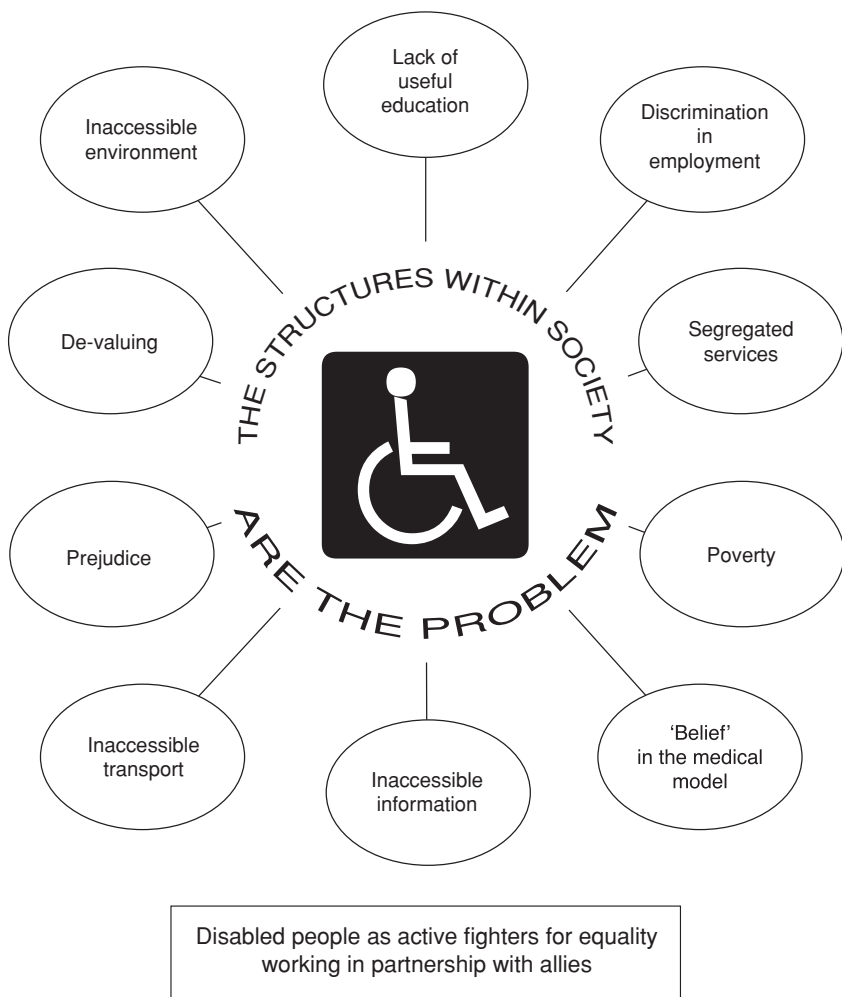 Lack of
useful
education
Inaccessible
environment
Discrimination
in
employment
THE STRUCTURES WITHIN SOCIETY
De-valuing
Segregated
services
ARE THE PROBLEM
Prejudice
Poverty
Inaccessible
transport
Inaccessible
information
‘Belief’
in the medical
model
Disabled people as active fighters for equality
working in partnership with allies